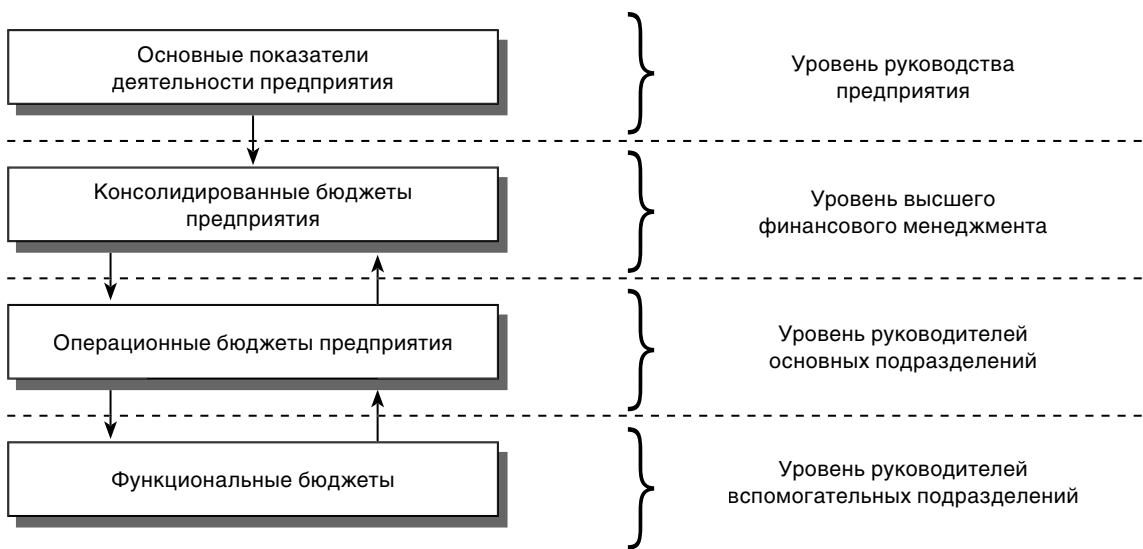 Основные показатели
деятельности предприятия
Уровень руководства
предприятия
Консолидированные бюджеты
предприятия
Уровень высшего
финансового менеджмента
Операционные бюджеты предприятия
Уровень руководителей
основных подразделений
Функциональные бюджеты
Уровень руководителей
вспомогательных подразделений